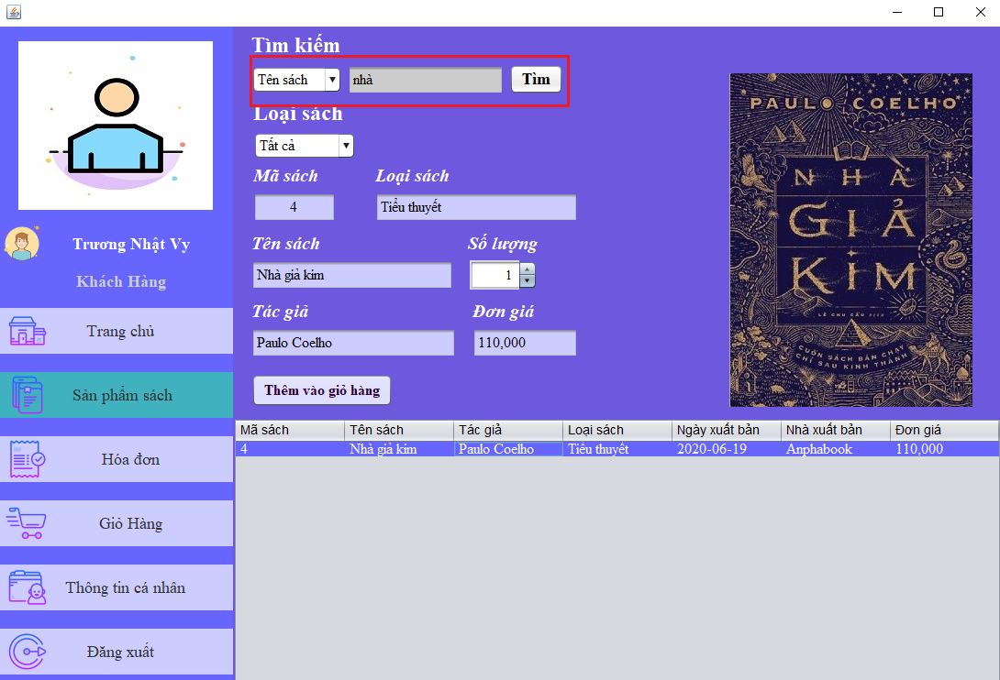 Tìm kiếm
Tên sách nhà Tìm
Loại sách
Tất cả
Mã sách Loại sách
4 Tiểu thuyết
Tên sách Số lượng
Nhà giả kim 1
Tác giả Đơn giá
Paulo Coelho 110,000
Thêm vào giỏ hàng
PAULO COELHO
NHÀ
GIẢ
KIM
LÊ CHU CẦU DỊCH
CUỐN SÁCH BÁN CHẠY
CHỈ SAU KINH THÁNH
Trương Nhật Vy
Khách Hàng
Trang chủ
Sản phẩm sách
Hóa đơn
Giỏ Hàng
Thông tin cá nhân
Đăng xuất
Mã sách Tên sách Tác giả Loại sách Ngày xuất bản Nhà xuất bản Đơn giá
4 Nhà giả kim Paulo Coelho Tiểu thuyết 2020-06-19 Anphabook 110,000